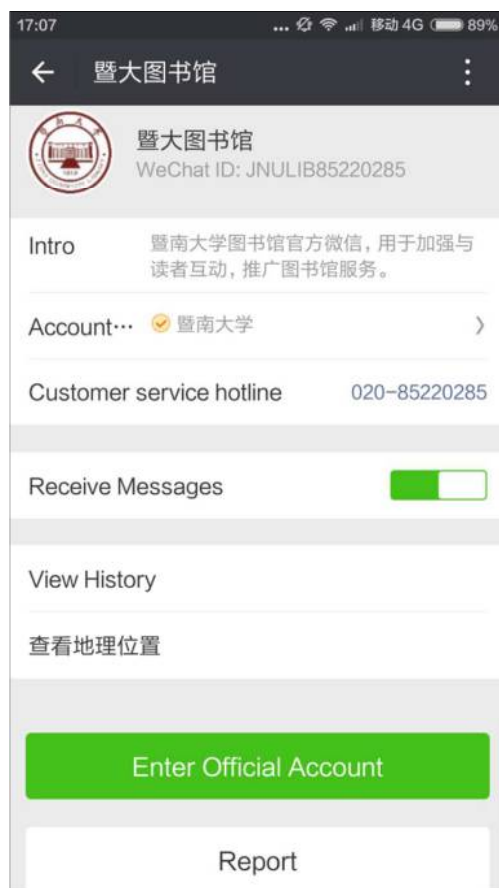 17:07 ... 移动 4G 89%
暨大图书馆
暨大图书馆
WeChat ID: JNULIB85220285
Intro 暨南大学图书馆官方微信，用于加强与
读者互动，推广图书馆服务。
Account··· 暨南大学
Customer service hotline 020-85220285
Receive Messages
View History
查看地理位置
Enter Official Account
Report